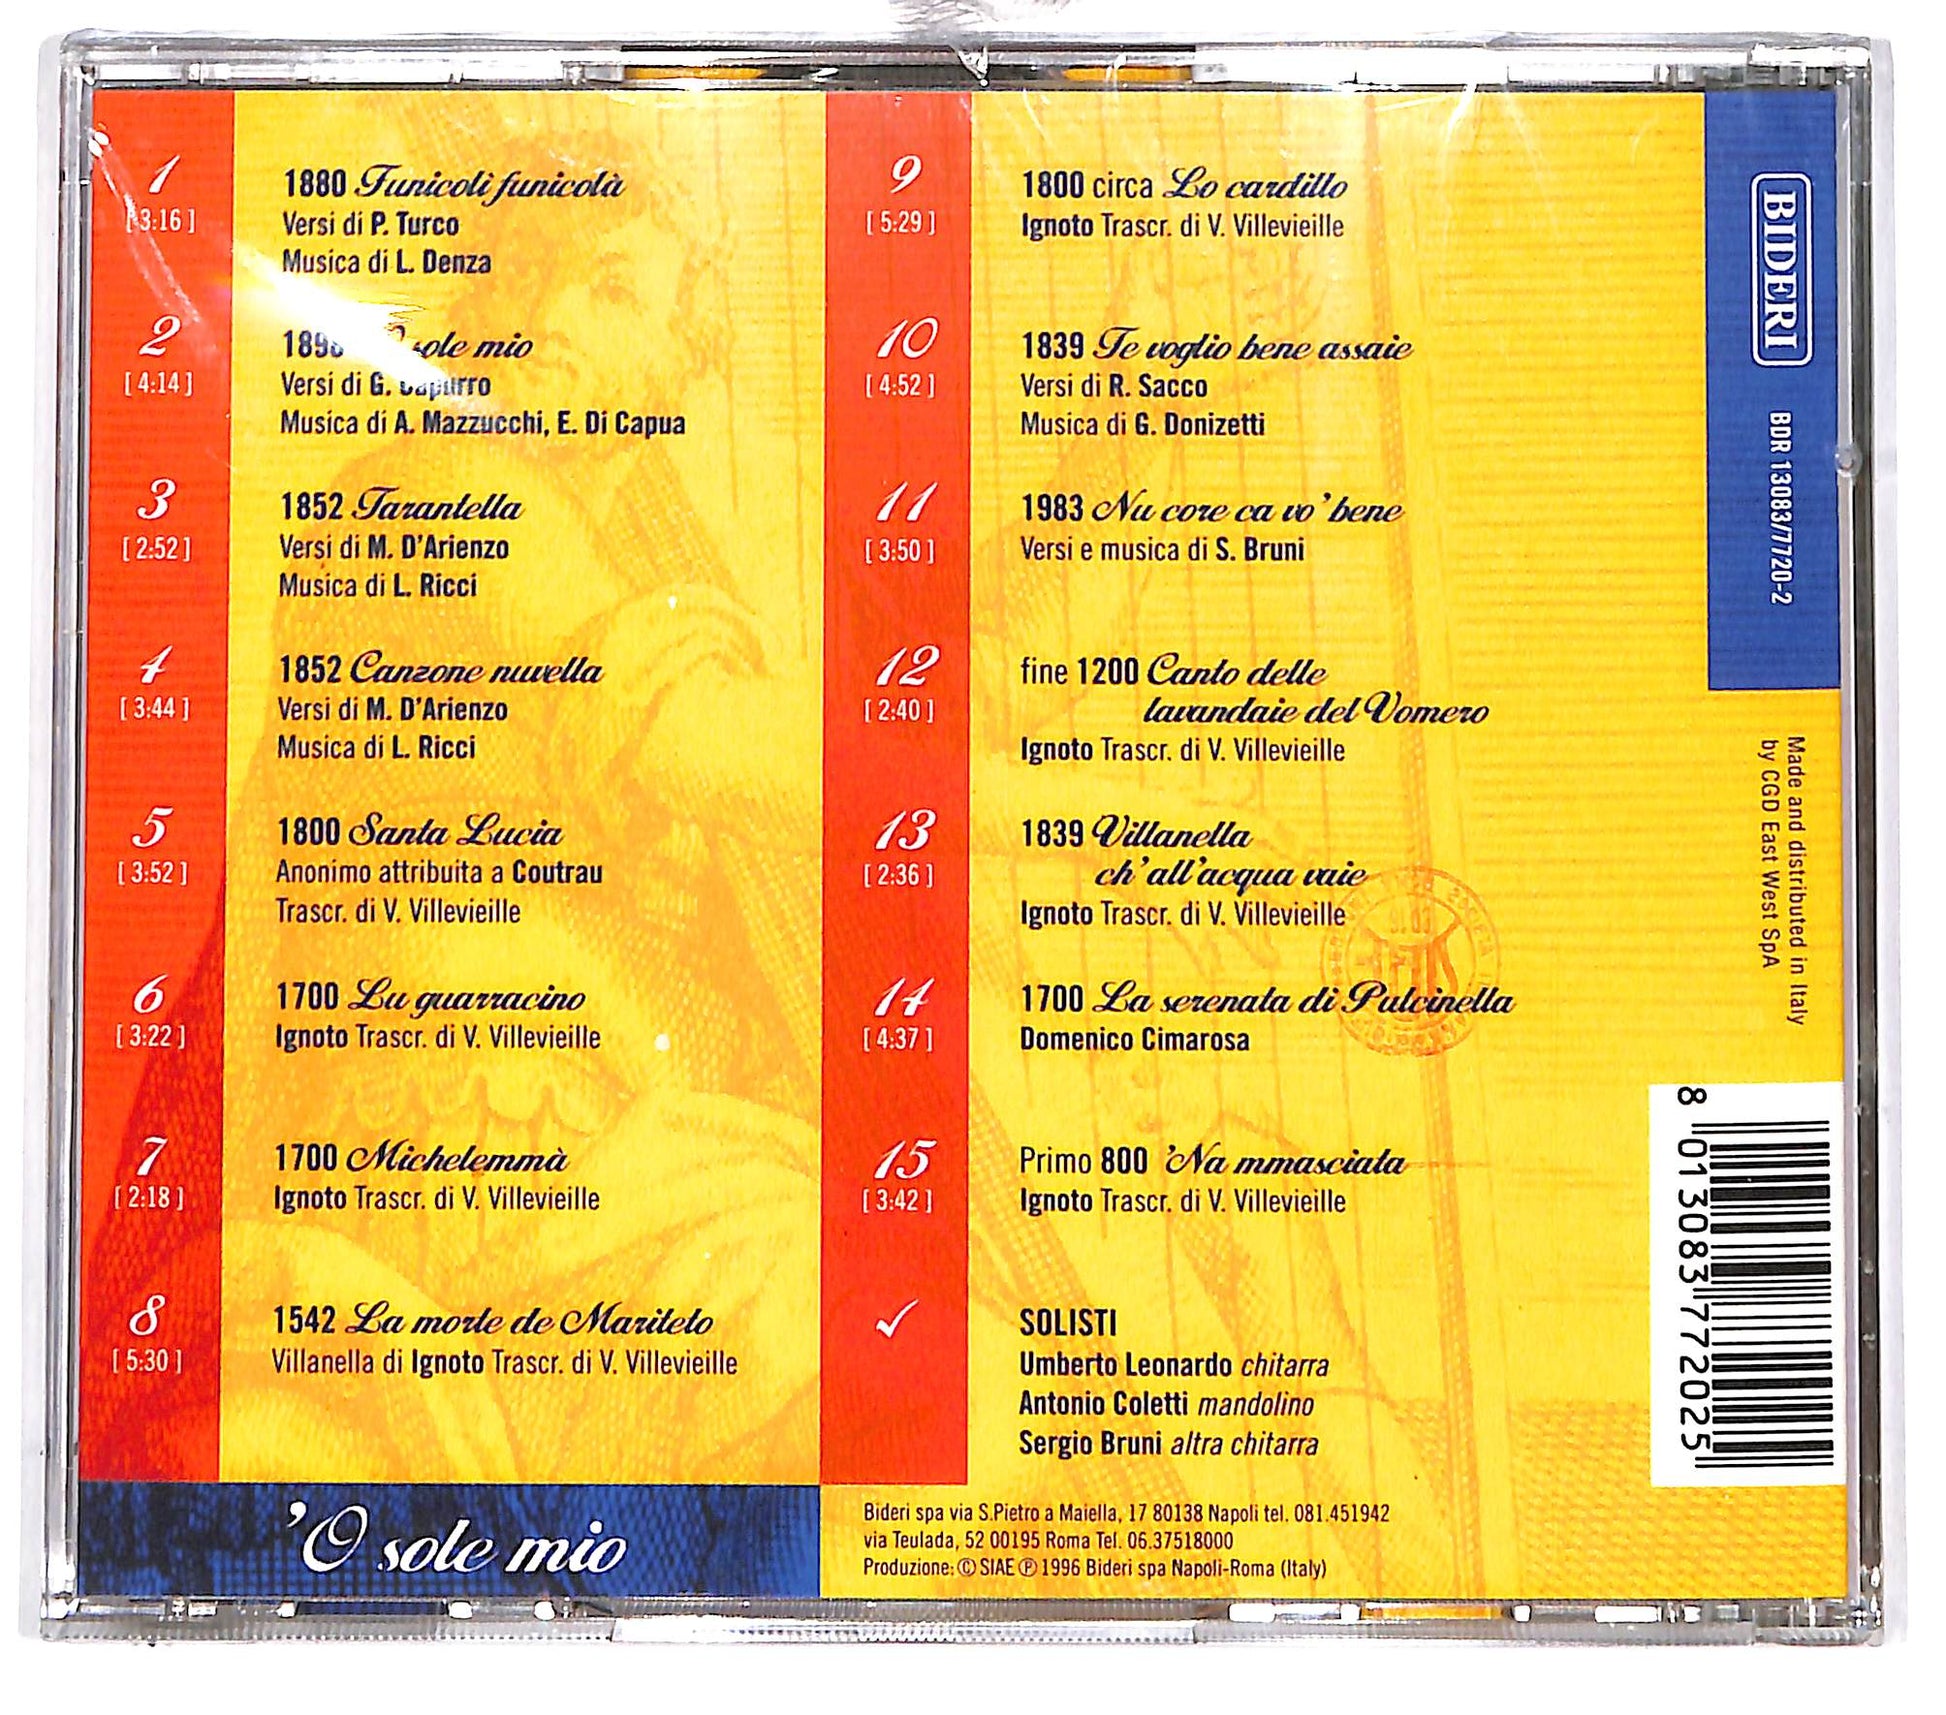 1
[ 3:16 ]
1880 Funicolì funicolà
Versi di P. Turco
Musica di L. Denza
2
[ 4:14 ]
1898 'O sole mio
Versi di G. Capurro
Musica di A. Mazzucchi, E. Di Capua
3
[ 2:52 ]
1852 Tarantella
Versi di M. D'Arienzo
Musica di L. Ricci
4
[ 3:44 ]
1852 Canzone nuvella
Versi di M. D'Arienzo
Musica di L. Ricci
5
[ 3:52 ]
1800 Santa Lucia
Anonimo attribuita a Coutrau
Trascr. di V. Villevieille
6
[ 3:22 ]
1700 Lu guarracino
Ignoto Trascr. di V. Villevieille
7
[ 2:18 ]
1700 Michelemmà
Ignoto Trascr. di V. Villevieille
8
[ 5:30 ]
1542 La morte de Mariteto
Villanella di Ignoto Trascr. di V. Villevieille
'O sole mio
9
[ 5:29 ]
1800 circa Lo cardillo
Ignoto Trascr. di V. Villevieille
10
[ 4:52 ]
1839 Te voglio bene assaie
Versi di R. Sacco
Musica di G. Donizetti
11
[ 3:50 ]
1983 Nu core ca vo' bene
Versi e musica di S. Bruni
12
[ 2:40 ]
fine 1200 Canto delle
lavandaie del Vomero
Ignoto Trascr. di V. Villevieille
13
[ 2:36 ]
1839 Villanella
ch'all'acqua vaie
Ignoto Trascr. di V. Villevieille
14
[ 4:37 ]
1700 La serenata di Pulcinella
Domenico Cimarosa
15
[ 3:42 ]
Primo 800 'Na mmasciata
Ignoto Trascr. di V. Villevieille
SOLISTI
Umberto Leonardo chitarra
Antonio Coletti mandolino
Sergio Bruni altra chitarra
Bideri spa via S.Pietro a Maiella, 17 80138 Napoli tel. 081.451942
via Teulada, 52 00195 Roma Tel. 06.37518000
Produzione: © SIAE ℗ 1996 Bideri spa Napoli-Roma (Italy)
BIDERI
BDR 13083/7720-2
Made and distributed in Italy
by CGD East West SpA
8 013083 772025